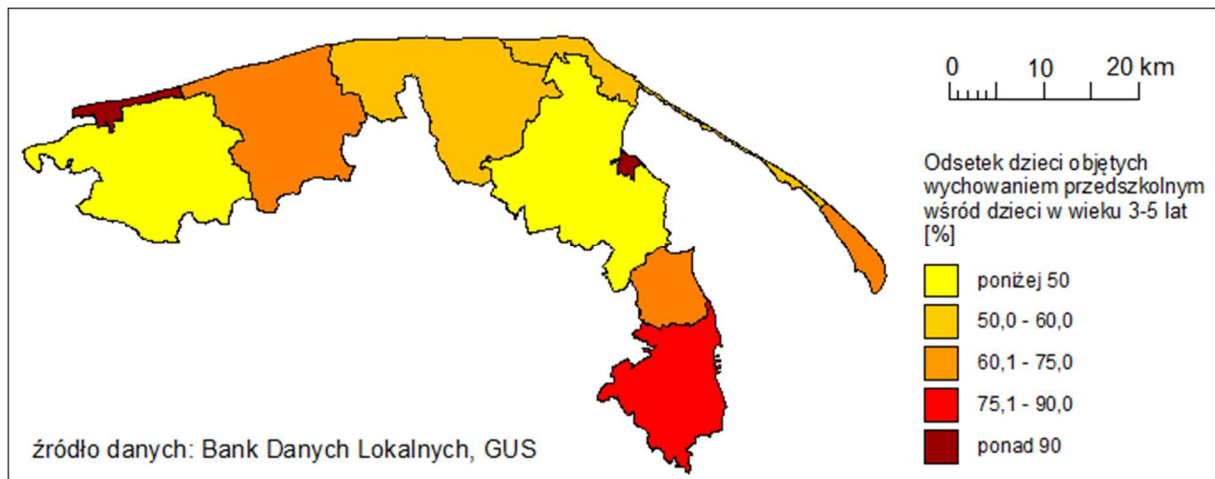 0 10 20 km
Odsetek dzieci objętych
wychowaniem przedszkolnym
wśród dzieci w wieku 3-5 lat
[%]
poniżej 50
50,0 - 60,0
60,1 - 75,0
75,1 - 90,0
ponad 90
źródło danych: Bank Danych Lokalnych, GUS